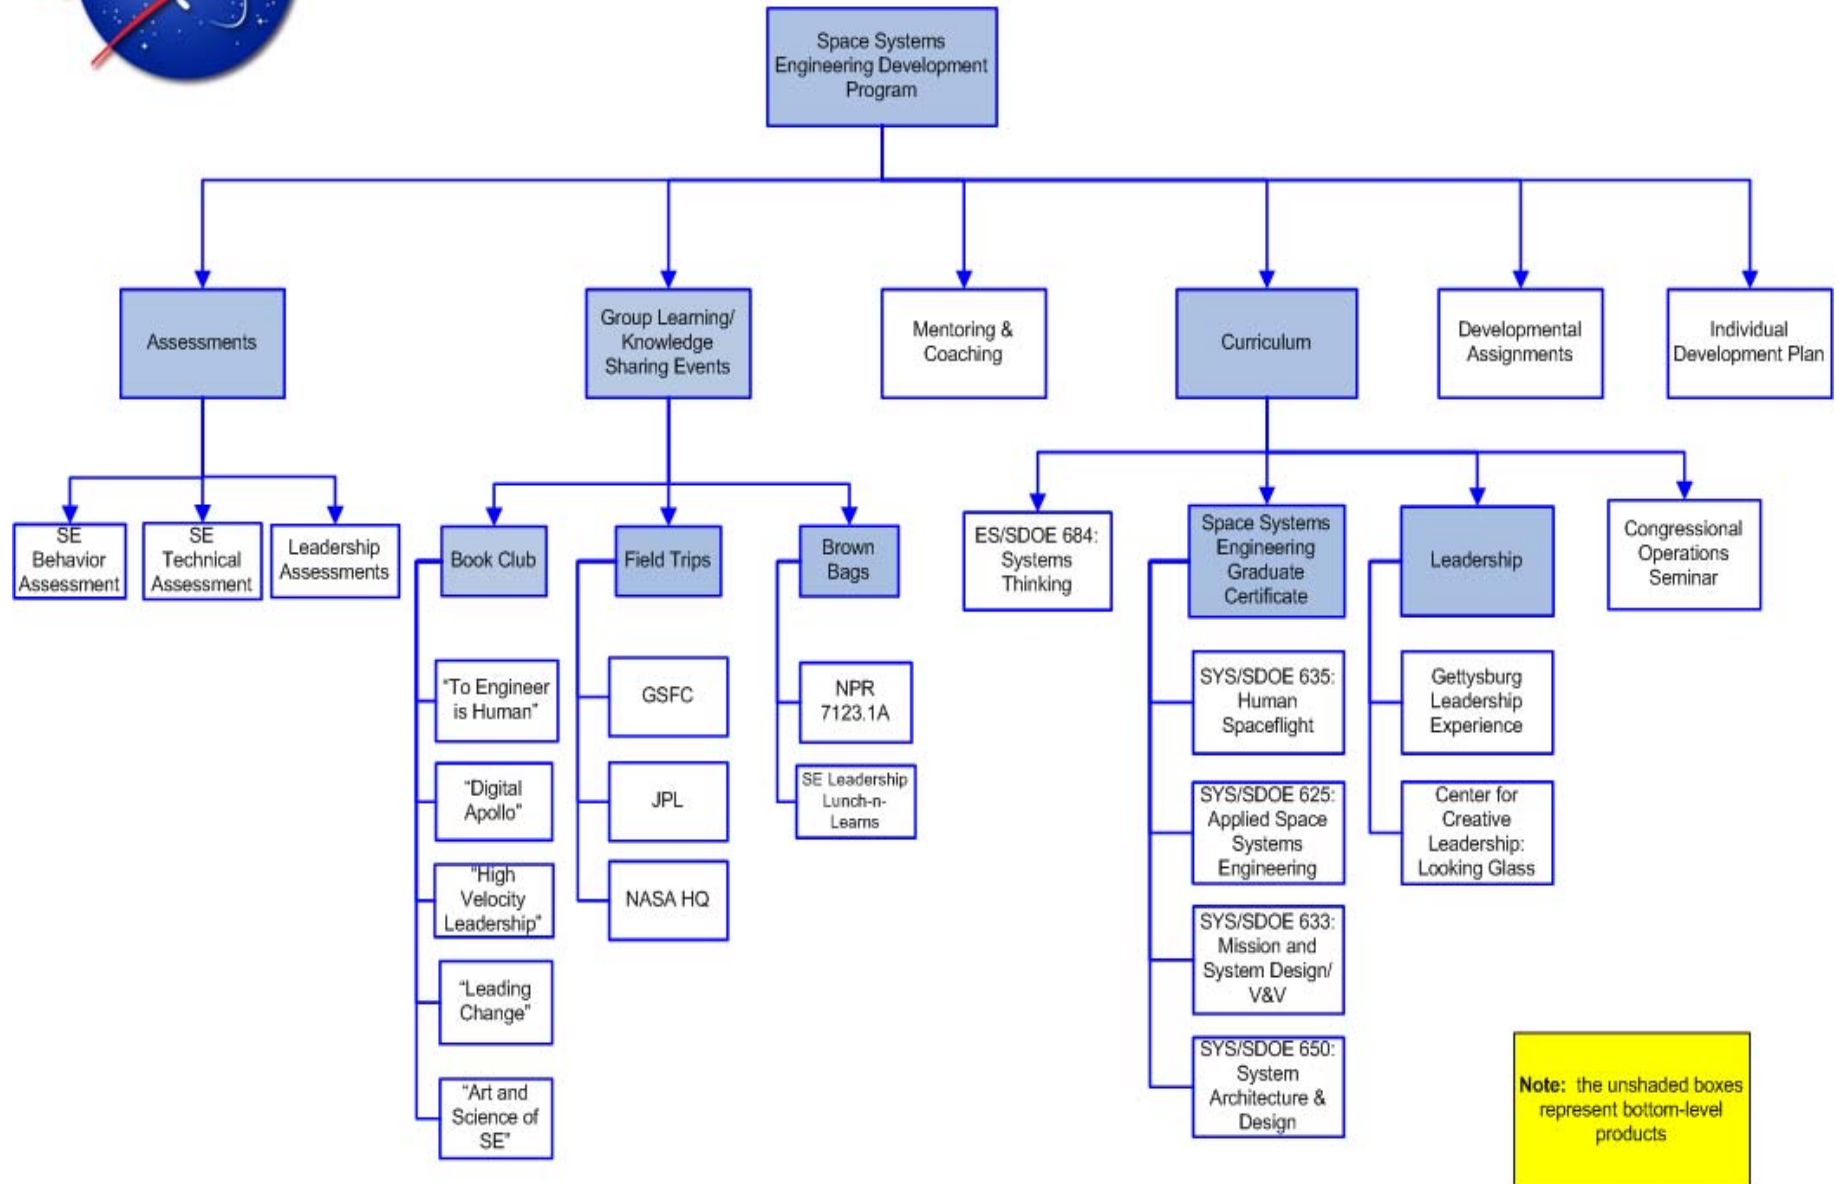 Space Systems
Engineering Development
Program
Assessments
Group Learning/
Knowledge
Sharing Events
Mentoring &
Coaching
Curriculum
Developmental
Assignments
Individual
Development Plan
SE
Behavior
Assessment
SE
Technical
Assessment
Leadership
Assessments
Book Club
Field Trips
Brown
Bags
ES/SDOE 684:
Systems
Thinking
Space Systems
Engineering
Graduate
Certificate
Leadership
Congressional
Operations
Seminar
"To Engineer
is Human"
"Digital
Apollo"
"High
Velocity
Leadership"
"Leading
Change"
"Art and
Science of
SE"
GSFC
JPL
NASA HQ
NPR
7123.1A
SE Leadership
Lunch-n-
Learns
SYS/SDOE 635:
Human
Spaceflight
SYS/SDOE 625:
Applied Space
Systems
Engineering
SYS/SDOE 633:
Mission and
System Design/
V&V
SYS/SDOE 650:
System
Architecture &
Design
Gettysburg
Leadership
Experience
Center for
Creative
Leadership:
Looking Glass
Note: the unshaded boxes
represent bottom-level
products